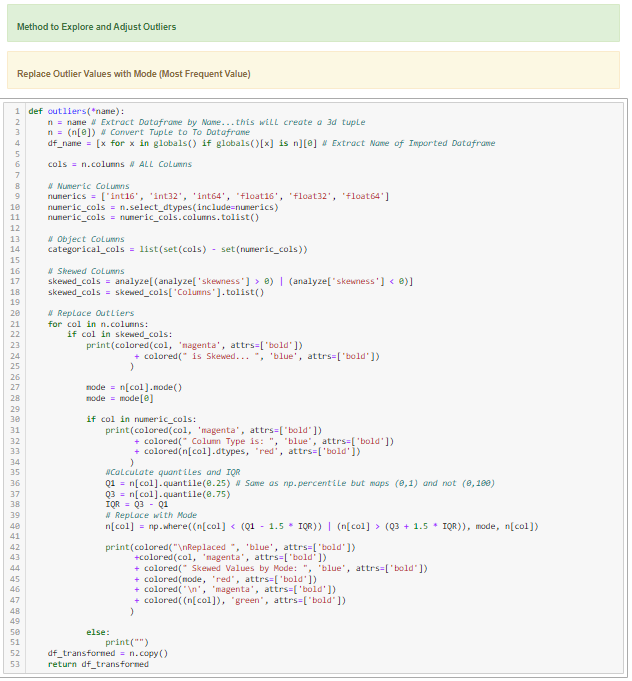 Method to Explore and Adjust Outliers
Replace Outlier Values with Mode (Most Frequent Value)
1 def outliers(*name):
2     n = name # Extract Dataframe by Name...this will create a 3d tuple
3     n = (n[0]) # Convert Tuple to To Dataframe
4     df_name = [x for x in globals() if globals()[x] is n][0] # Extract Name of Imported Dataframe
5
6     cols = n.columns # All Columns
7
8     # Numeric Columns
9     numerics = ['int16', 'int32', 'int64', 'float16', 'float32', 'float64']
10     numeric_cols = n.select_dtypes(include=numerics)
11     numeric_cols = numeric_cols.columns.tolist()
12
13     # Object Columns
14     categorical_cols = list(set(cols) - set(numeric_cols))
15
16     # Skewed Columns
17     skewed_cols = analyze[(analyze['skewness'] > 0) | (analyze['skewness'] < 0)]
18     skewed_cols = skewed_cols['Columns'].tolist()
19
20     # Replace Outliers
21     for col in n.columns:
22         if col in skewed_cols:
23             print(colored(col, 'magenta', attrs=['bold'])
24                       + colored(" is Skewed... ", 'blue', attrs=['bold'])
25                      )
26
27             mode = n[col].mode()
28             mode = mode[0]
29
30             if col in numeric_cols:
31                 print(colored(col, 'magenta', attrs=['bold'])
32                       + colored(" Column Type is: ", 'blue', attrs=['bold'])
33                       + colored(n[col].dtypes, 'red', attrs=['bold'])
34                      )
35                 #Calculate quantiles and IQR
36                 Q1 = n[col].quantile(0.25) # Same as np.percentile but maps (0,1) and not (0,100)
37                 Q3 = n[col].quantile(0.75)
38                 IQR = Q3 - Q1
39                 # Replace with Mode
40                 n[col] = np.where((n[col] < (Q1 - 1.5 * IQR)) | (n[col] > (Q3 + 1.5 * IQR)), mode, n[col])
41
42                 print(colored("\nReplaced ", 'blue', attrs=['bold'])
43                       +colored(col, 'magenta', attrs=['bold'])
44                       + colored(" Skewed Values by Mode: ", 'blue', attrs=['bold'])
45                       + colored(mode, 'red', attrs=['bold'])
46                       + colored('\n', 'magenta', attrs=['bold'])
47                       + colored((n[col]), 'green', attrs=['bold'])
48                      )
49
50             else:
51                 print("")
52     df_transformed = n.copy()
53     return df_transformed